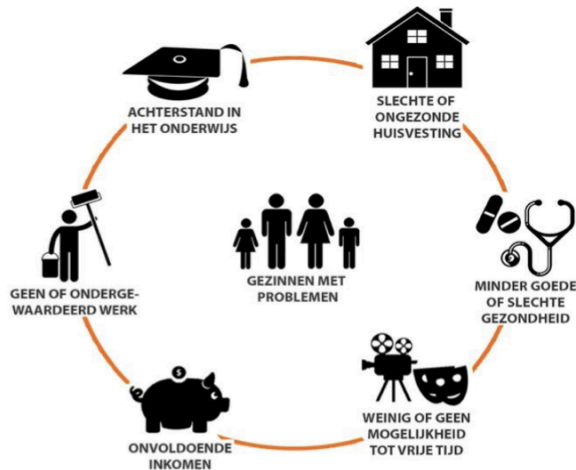 ACHTERSTAND IN
HET ONDERWIJS
SLECHTE OF
ONGEZONDE
HUISVESTING
GEZINNEN MET
PROBLEMEN
GEEN OF ONDERGE-
WAARDEERD WERK
MINDER GOEDE
OF SLECHTE
GEZONDHEID
$
ONVOLDOENDE
INKOMEN
WEINIG OF GEEN
MOGELIJKHEID
TOT VRIJE TIJD